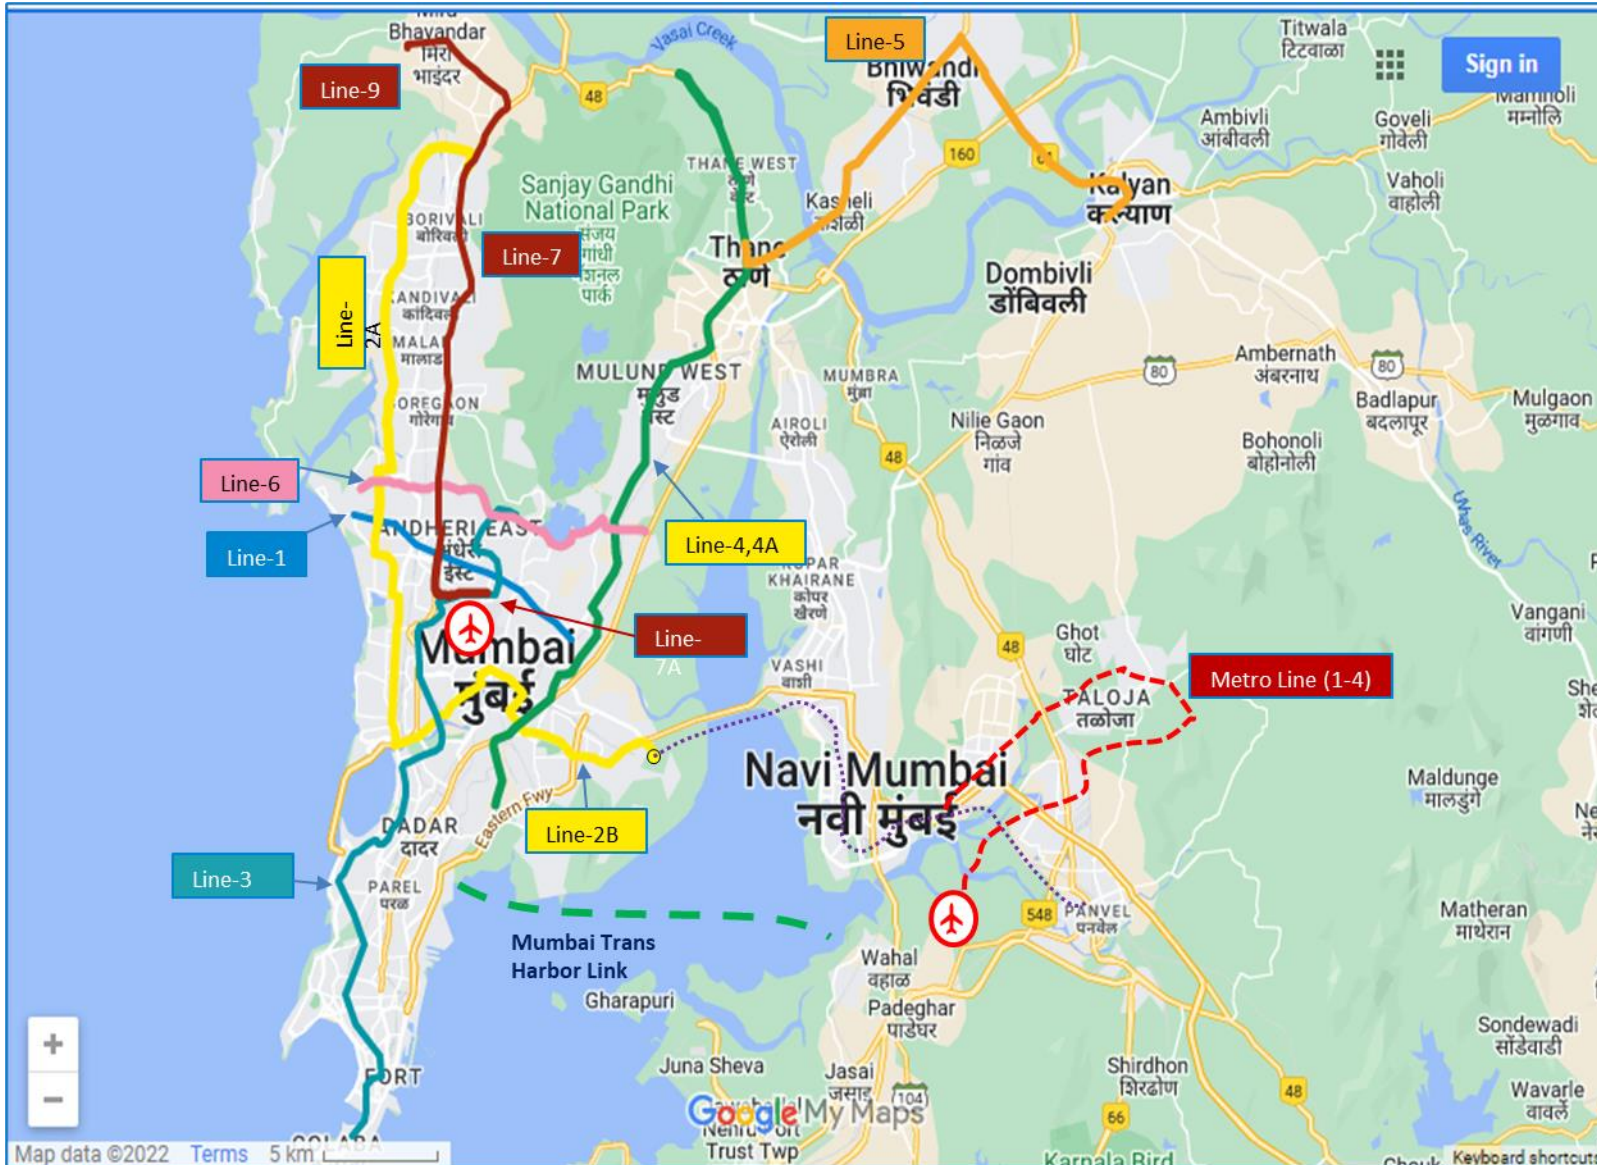 Mira
Bhayandar
मिरा
भाइंदर
Line-9
48
Vasai Creek
Line-5
Bhiwandi
भिवंडी
Titwala
टिटवाळा
Sign in
Mamnoli
मम्नोलि
Ambivli
आंबीवली
Goveli
गोवेली
160
61
THANE WEST
Sanjay Gandhi
National Park
संजय
गांधी
नॅशनल
पार्क
Kasheli
कशेळी
Kalyan
कल्याण
Vaholi
वाहोली
BORIVALI
बोरिवली
Line-7
Thane
ठाणे
Dombivli
डोंबिवली
Line-
2A
KANDIVALI
कांदिवली
MALAD
मालाड
MULUND WEST
मुलुंड
वेस्ट
MUMBRA
मुंब्रा
Ambernath
अंबरनाथ
80
80
Badlapur
बदलापूर
Mulgaon
मुळगाव
GOREGAON
गोरेगाव
AIROLI
ऐरोली
Nilje Gaon
निळजे
गांव
48
Bohonoli
बोहोनोली
Line-6
Ulhas River
ANDHERI EAST
अंधेरी
ईस्ट
Line-1
Line-4,4A
KOPAR
KHAIRANE
कोपर
खैरणे
Vangani
वांगणी
Mumbai
मुंबई
Line-
7A
VASHI
वाशी
48
Ghot
घोट
Metro Line (1-4)
TALOJA
तळोजा
Navi Mumbai
नवी मुंबई
Maldunge
मालडुंगे
DADAR
दादर
Eastern Fwy
Line-2B
Line-3
PAREL
परळ
548
PANVEL
पनवेल
Matheran
माथेरान
Mumbai Trans
Harbor Link
Wahal
वहाळ
Gharapuri
Padeghar
पाडेघर
Sondewadi
सोंडेवाडी
FORT
Juna Sheva
Jasai
जसाई
Shirdhon
शिरढोण
104
48
66
Wavarle
वावर्ले
Google My Maps
Nehru Port
Trust Twp
COLABA
Karnala Bird
Map data ©2022 Terms 5 km
Keyboard shortcuts